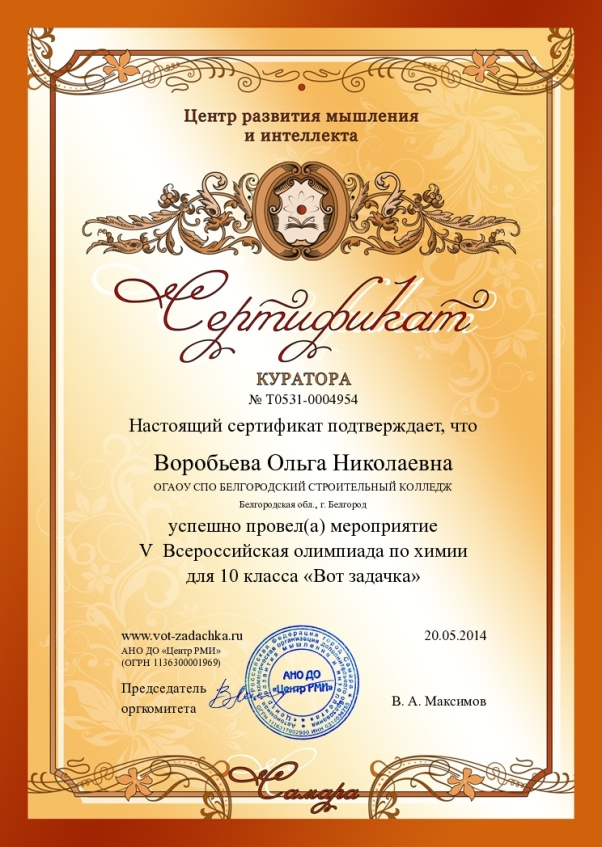 Центр развития мышления
и интеллекта
Сертификат
КУРАТОРА
№ T0531-0004954
Настоящий сертификат подтверждает, что
Воробьева Ольга Николаевна
ОГАОУ СПО БЕЛГОРОДСКИЙ СТРОИТЕЛЬНЫЙ КОЛЛЕДЖ
Белгородская обл., г. Белгород
успешно провел(а) мероприятие
V Всероссийская олимпиада по химии
для 10 класса «Вот задачка»
www.vot-zadachka.ru
20.05.2014
АНО ДО «Центр РМИ»
(ОГРН 1136300001969)
Председатель
оргкомитета
АНО ДО
«Центр РМИ»
В. А. Максимов
Самара